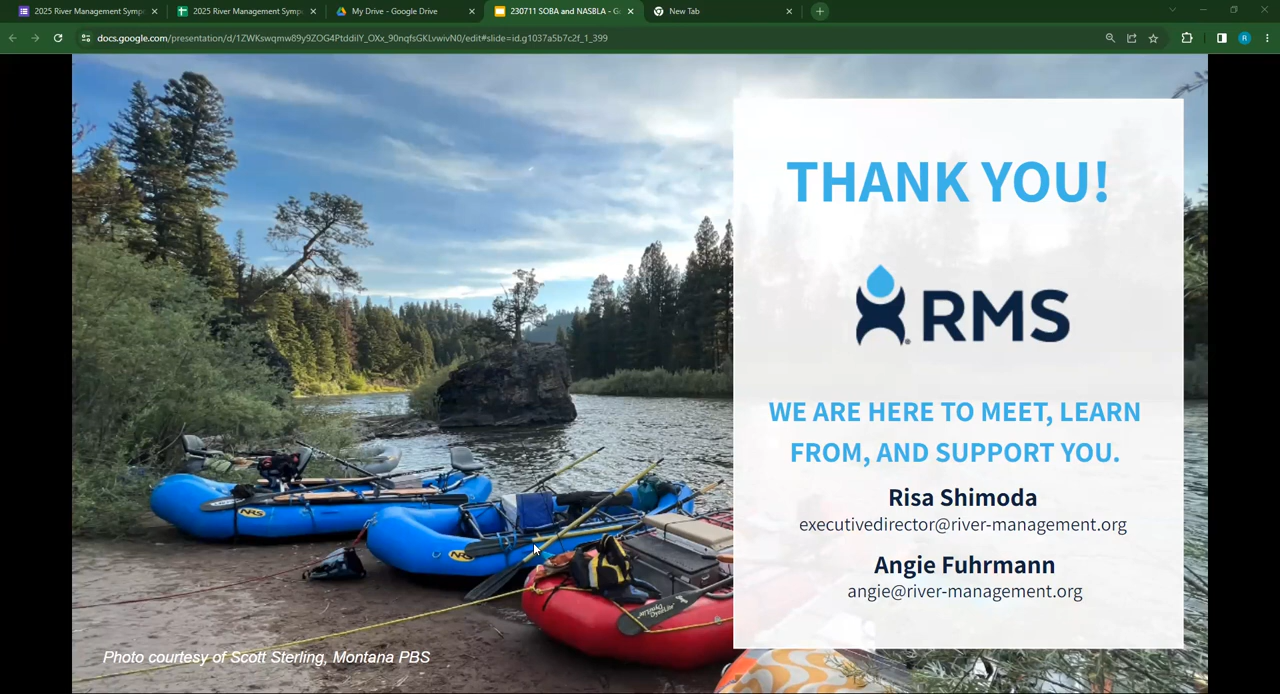 2025 River Management Symp
2025 River Management Symp
My Drive - Google Drive
230711 SOBA and NASBLA - G
New Tab
docs.google.com/presentation/d/1ZWKswqmw89y9ZOG4PtddilY_OXx_90nqfsGKLvwivN0/edit#slide=id.g1037a5b7c2f_1_399
R
THANK YOU!
RMS
WE ARE HERE TO MEET, LEARN
FROM, AND SUPPORT YOU.
Risa Shimoda
executivedirector@river-management.org
Angie Fuhrmann
angie@river-management.org
NRS
NRS
Photo courtesy of Scott Sterling, Montana PBS